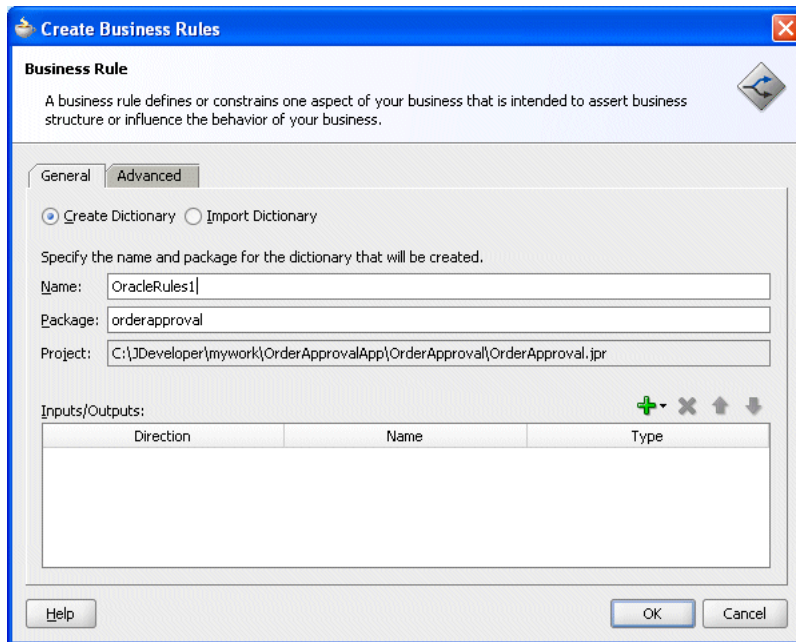 Create Business Rules
Business Rule
A business rule defines or constrains one aspect of your business that is intended to assert business
structure or influence the behavior of your business.
General Advanced
Create Dictionary Import Dictionary
Specify the name and package for the dictionary that will be created.
Name: OracleRules1
Package: orderapproval
Project: C:\JDeveloper\mywork\OrderApprovalApp\OrderApproval\OrderApproval.jpr
Inputs/Outputs:
Direction Name Type
Help OK Cancel